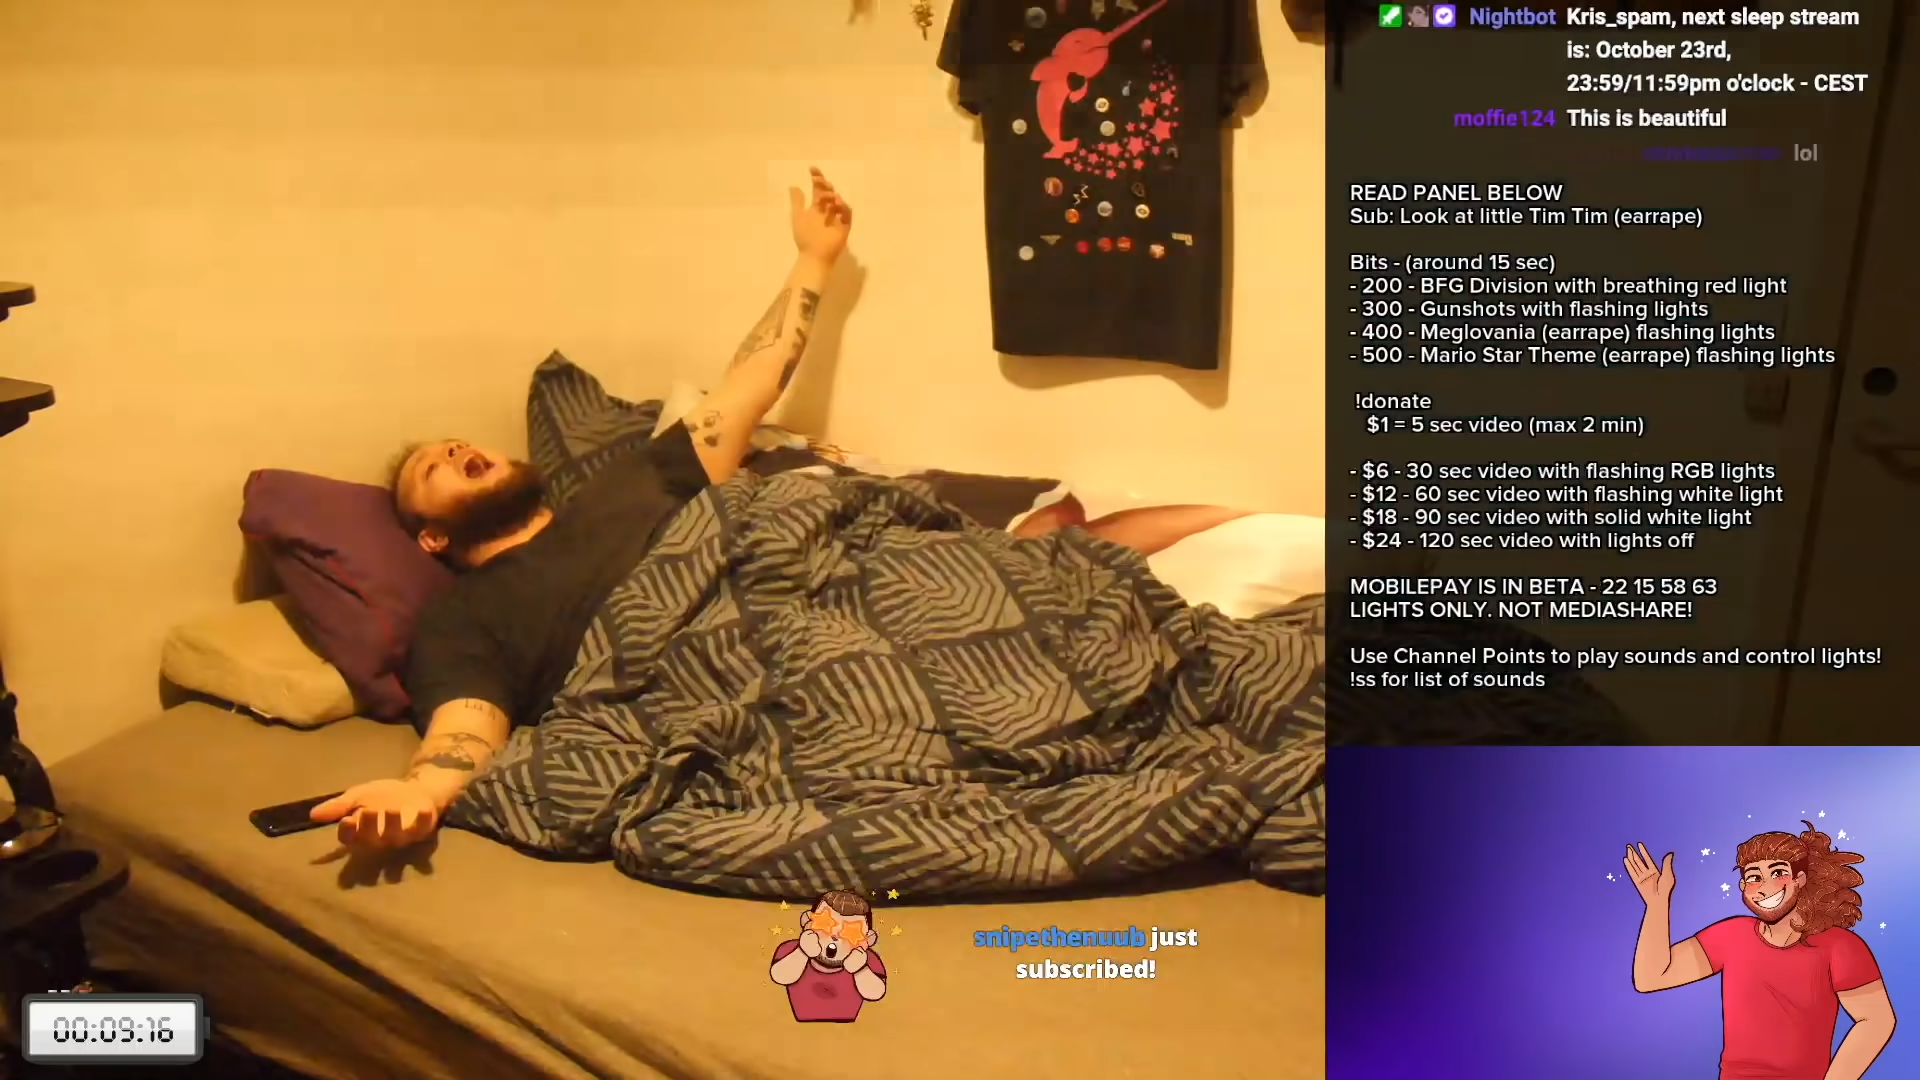 Nightbot Kris_spam, next sleep stream
is: October 23rd,
23:59/11:59pm o'clock - CEST
moffie124 This is beautiful
lol
READ PANEL BELOW
Sub: Look at little Tim Tim (earrape)
Bits - (around 15 sec)
- 200 - BFG Division with breathing red light
- 300 - Gunshots with flashing lights
- 400 - Meglovania (earrape) flashing lights
- 500 - Mario Star Theme (earrape) flashing lights
!donate
$1 = 5 sec video (max 2 min)
- $6 - 30 sec video with flashing RGB lights
- $12 - 60 sec video with flashing white light
- $18 - 90 sec video with solid white light
- $24 - 120 sec video with lights off
MOBILEPAY IS IN BETA - 22 15 58 63
LIGHTS ONLY. NOT MEDIASHARE!
Use Channel Points to play sounds and control lights!
!ss for list of sounds
snipethenuub just
subscribed!
00:09:16